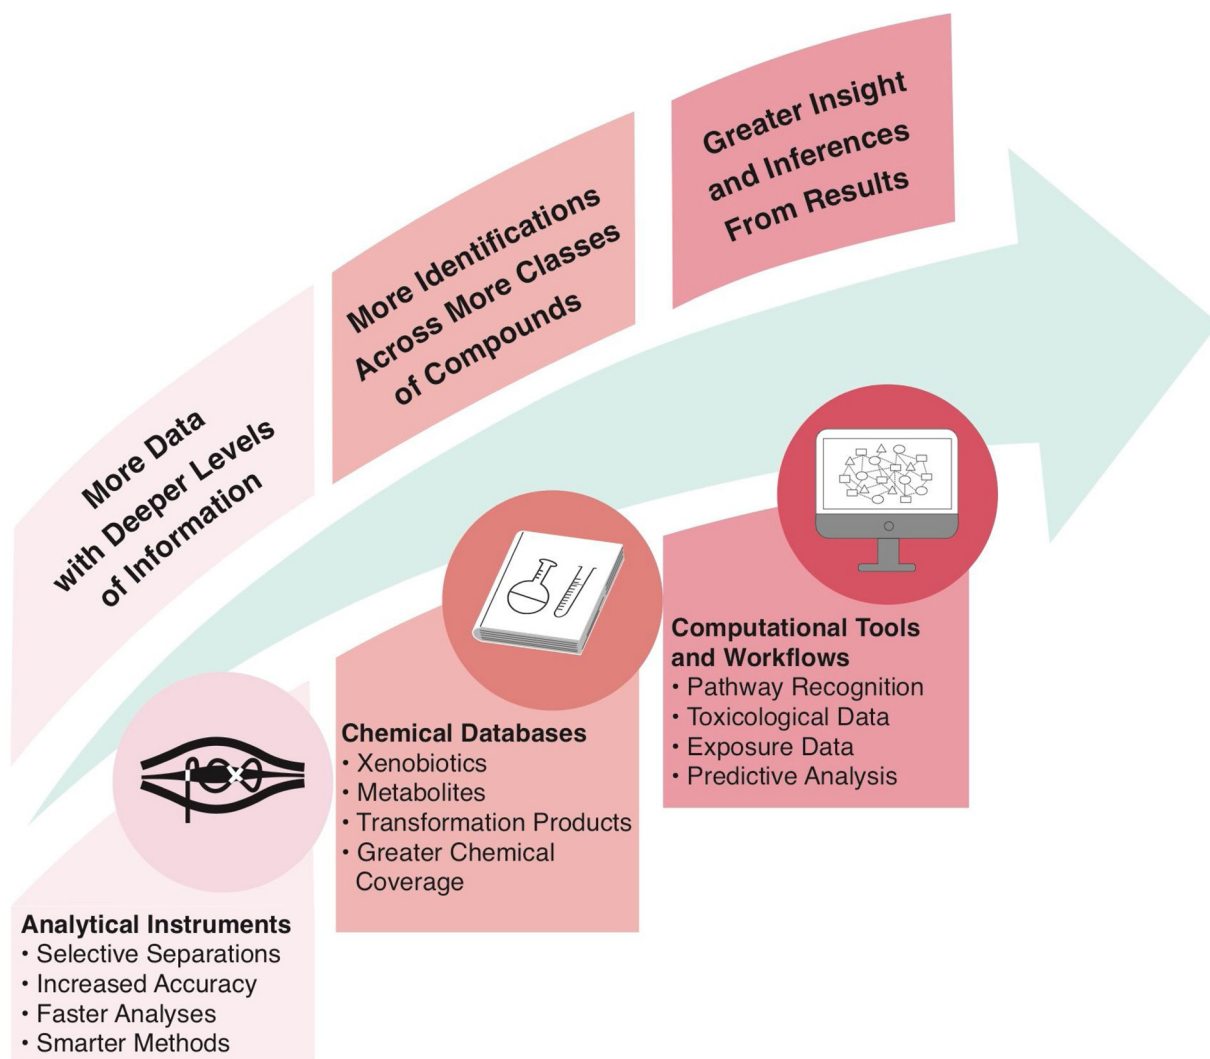 More Data
with Deeper Levels
of Information
More Identifications
Across More Classes
of Compounds
Greater Insight
and Inferences
From Results
Analytical Instruments
• Selective Separations
• Increased Accuracy
• Faster Analyses
• Smarter Methods
Chemical Databases
• Xenobiotics
• Metabolites
• Transformation Products
• Greater Chemical
Coverage
Computational Tools
and Workflows
• Pathway Recognition
• Toxicological Data
• Exposure Data
• Predictive Analysis